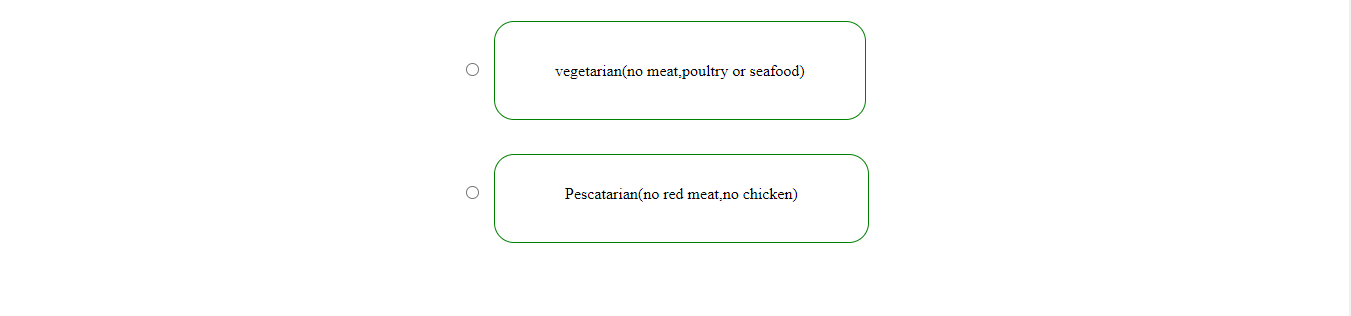 vegetarian(no meat,poultry or seafood)
Pescatarian(no red meat,no chicken)